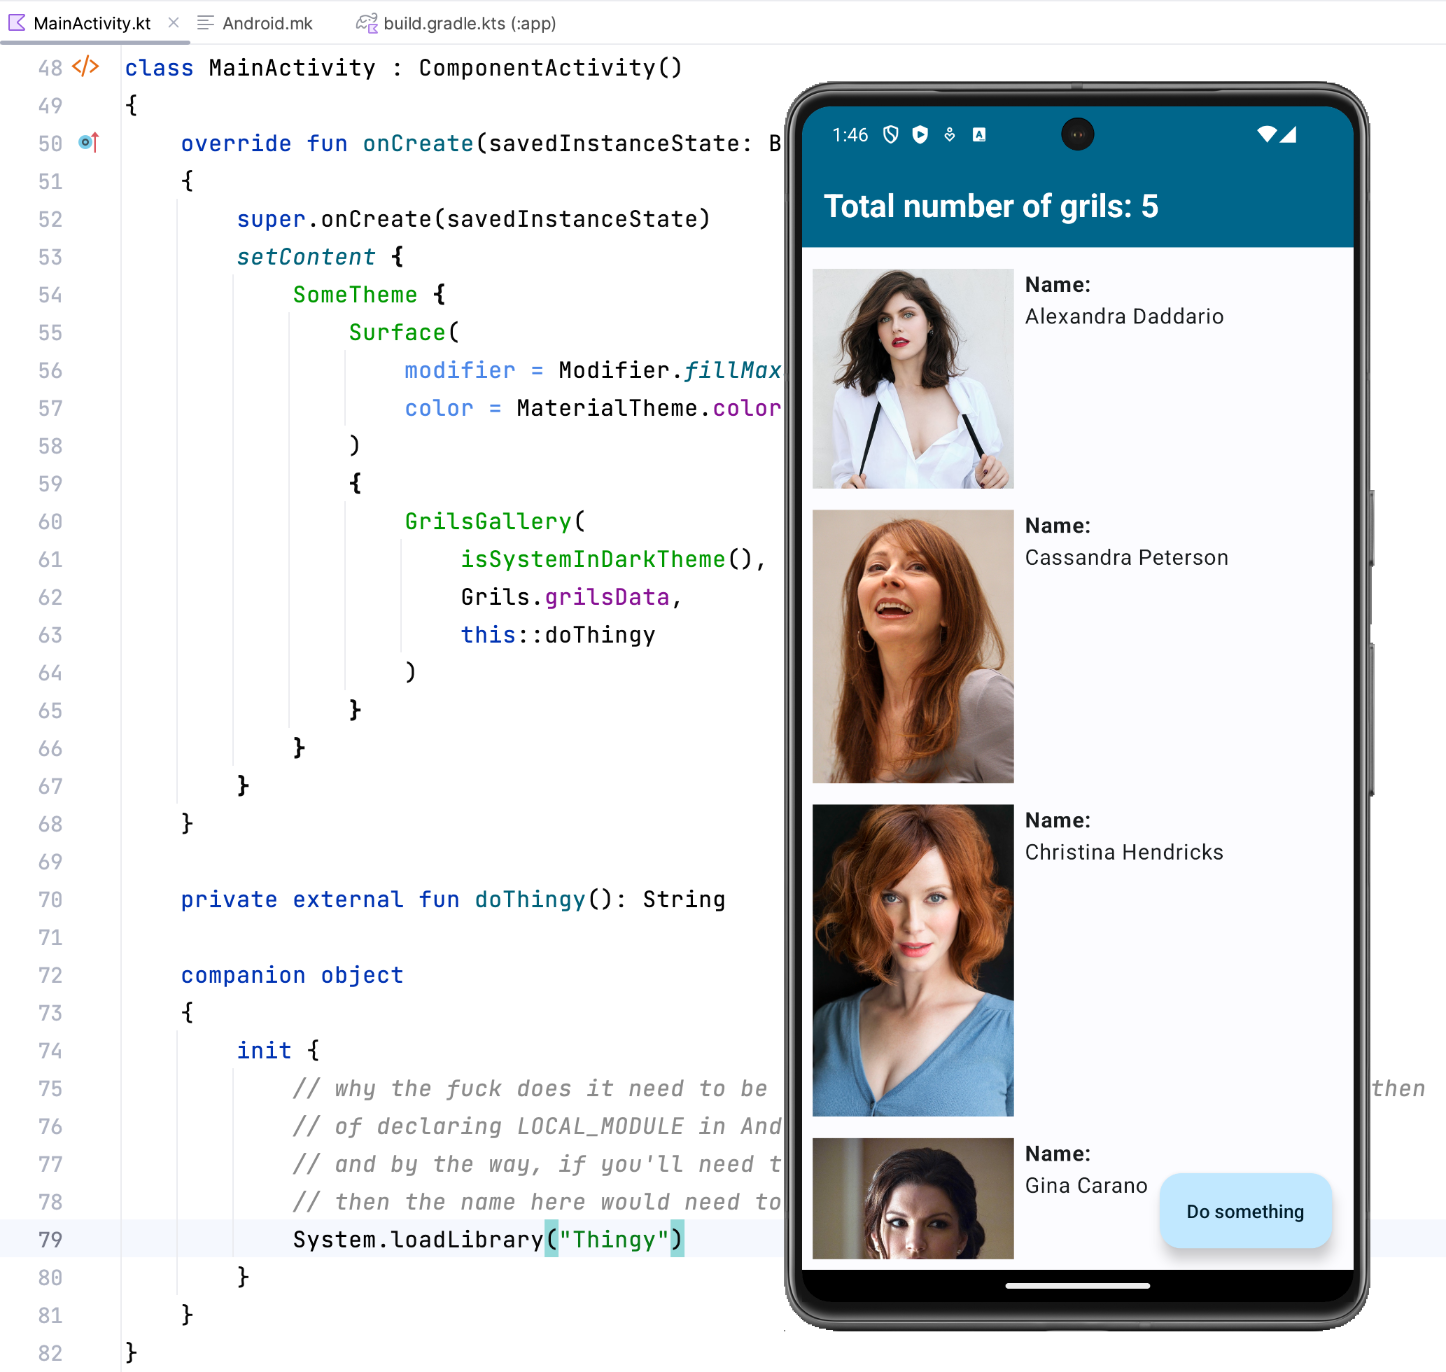 MainActivity.kt
Android.mk
build.gradle.kts (:app)
48 class MainActivity : ComponentActivity()
49 {
50 override fun onCreate(savedInstanceState: B
51 {
52 super.onCreate(savedInstanceState)
53 setContent {
54 SomeTheme {
55 Surface(
56 modifier = Modifier.fillMax
57 color = MaterialTheme.color
58 )
59 {
60 GrilsGallery(
61 isSystemInDarkTheme(),
62 Grils.grilsData,
63 this::doThingy
64 )
65 }
66 }
67 }
68 }
69
70 private external fun doThingy(): String
71
72 companion object
73 {
74 init {
75 // why the fuck does it need to be then
76 // of declaring LOCAL_MODULE in And
77 // and by the way, if you'll need t
78 // then the name here would need to
79 System.loadLibrary("Thingy")
80 }
81 }
82 }
1:46
Total number of grils: 5
Name:
Alexandra Daddario
Name:
Cassandra Peterson
Name:
Christina Hendricks
Name:
Gina Carano
Do something